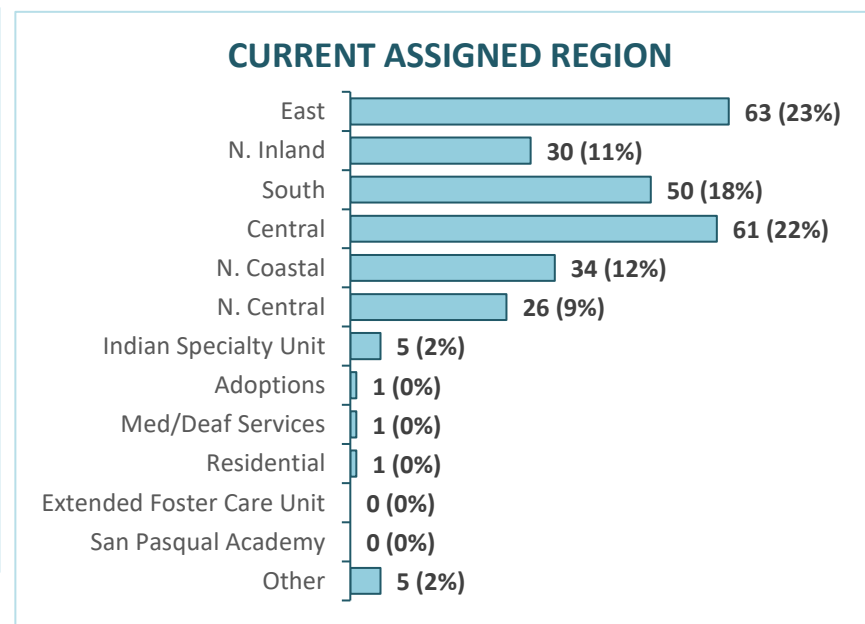 CURRENT ASSIGNED REGION
East 63 (23%)
N. Inland 30 (11%)
South 50 (18%)
Central 61 (22%)
N. Coastal 34 (12%)
N. Central 26 (9%)
Indian Specialty Unit 5 (2%)
Adoptions 1 (0%)
Med/Deaf Services 1 (0%)
Residential 1 (0%)
Extended Foster Care Unit 0 (0%)
San Pasqual Academy 0 (0%)
Other 5 (2%)